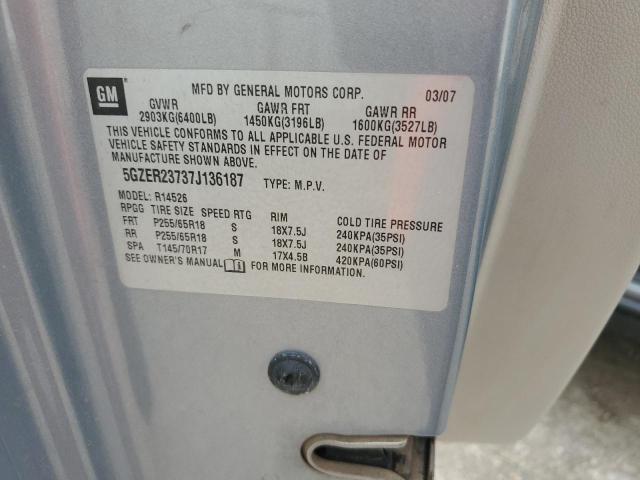 GM
MFD BY GENERAL MOTORS CORP. 03/07
GVWR GAWR FRT GAWR RR
2903KG(6400LB) 1450KG(3196LB) 1600KG(3527LB)
THIS VEHICLE CONFORMS TO ALL APPLICABLE U.S. FEDERAL MOTOR
VEHICLE SAFETY STANDARDS IN EFFECT ON THE DATE OF
MANUFACTURE SHOWN ABOVE.
5GZER23737J136187 TYPE: M.P.V.
MODEL: R14526
RPGG TIRE SIZE SPEED RTG RIM COLD TIRE PRESSURE
FRT P255/65R18 S 18X7.5J 240KPA(35PSI)
RR P255/65R18 S 18X7.5J 240KPA(35PSI)
SPA T145/70R17 M 17X4.5B 420KPA(60PSI)
SEE OWNER'S MANUAL FOR MORE INFORMATION.